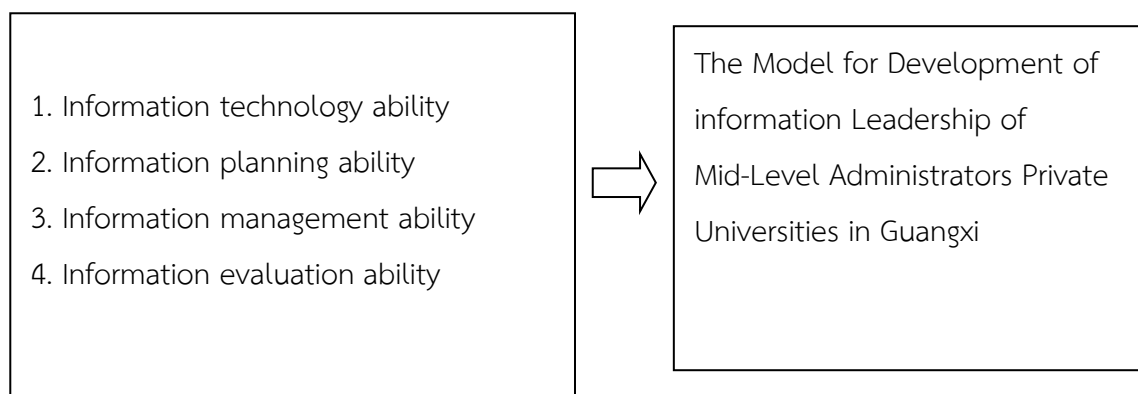 1. Information technology ability
2. Information planning ability
3. Information management ability
4. Information evaluation ability
The Model for Development of
information Leadership of
Mid-Level Administrators Private
Universities in Guangxi